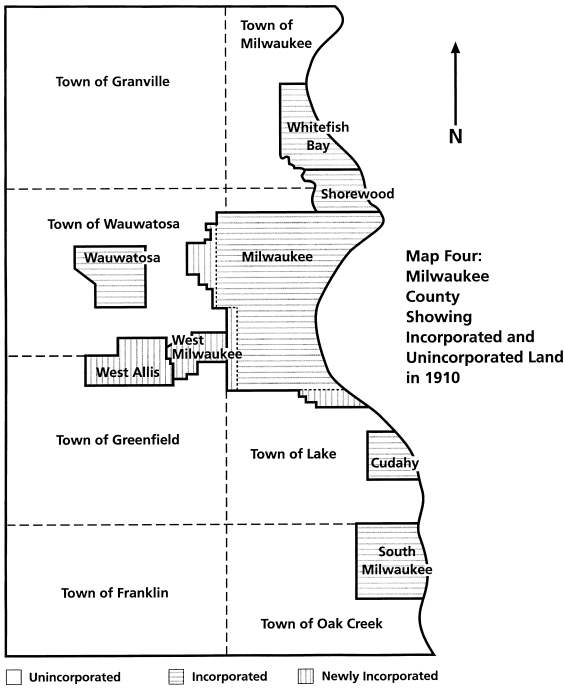 Town of
Milwaukee
Town of Granville
N
Whitefish
Bay
Shorewood
Town of Wauwatosa
Wauwatosa
Milwaukee
Map Four:
Milwaukee
County
Showing
Incorporated and
Unincorporated Land
in 1910
West
Milwaukee
West Allis
Town of Greenfield
Town of Lake
Cudahy
South
Milwaukee
Town of Franklin
Town of Oak Creek
Unincorporated
Incorporated
Newly Incorporated